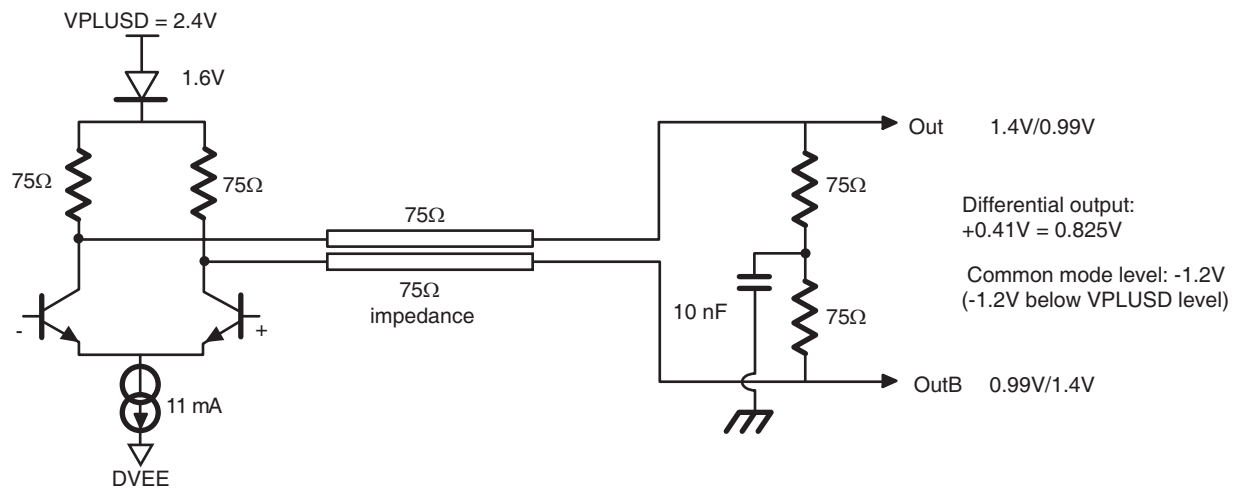 VPLUSD = 2.4V
1.6V
75Ω
75Ω
75Ω
75Ω
impedance
-
+
11 mA
DVEE
10 nF
75Ω
75Ω
Out 1.4V/0.99V
Differential output:
+0.41V = 0.825V
Common mode level: -1.2V
(-1.2V below VPLUSD level)
OutB 0.99V/1.4V